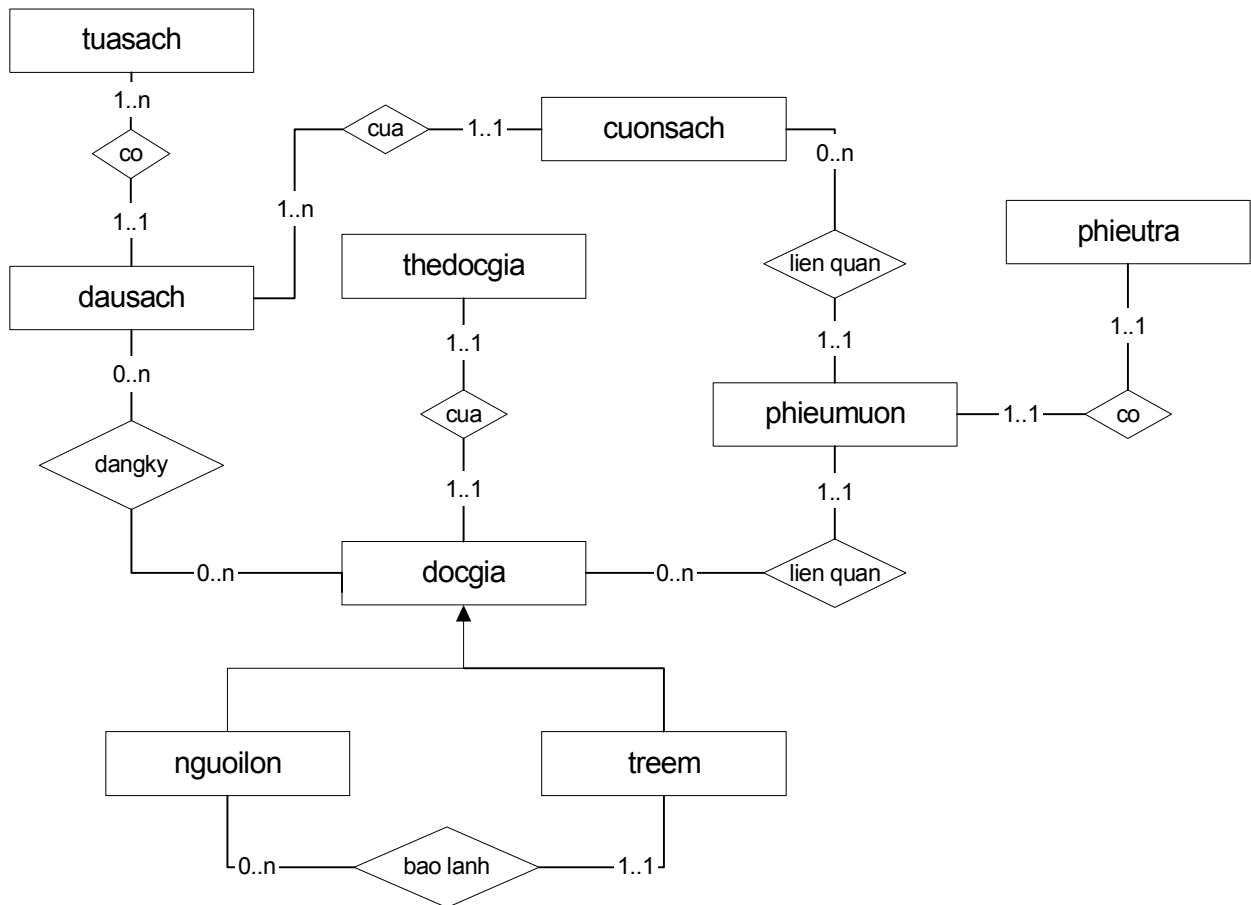 tuasach
1..n
co
1..1
dausach
cua
1..1
cuonsach
1..n
0..n
lien quan
1..1
phieutra
1..1
thedocgia
1..1
cua
1..1
phieumuon
1..1
co
0..n
dangky
0..n
docgia
0..n
lien quan
1..1
nguoilon
treem
0..n
bao lanh
1..1